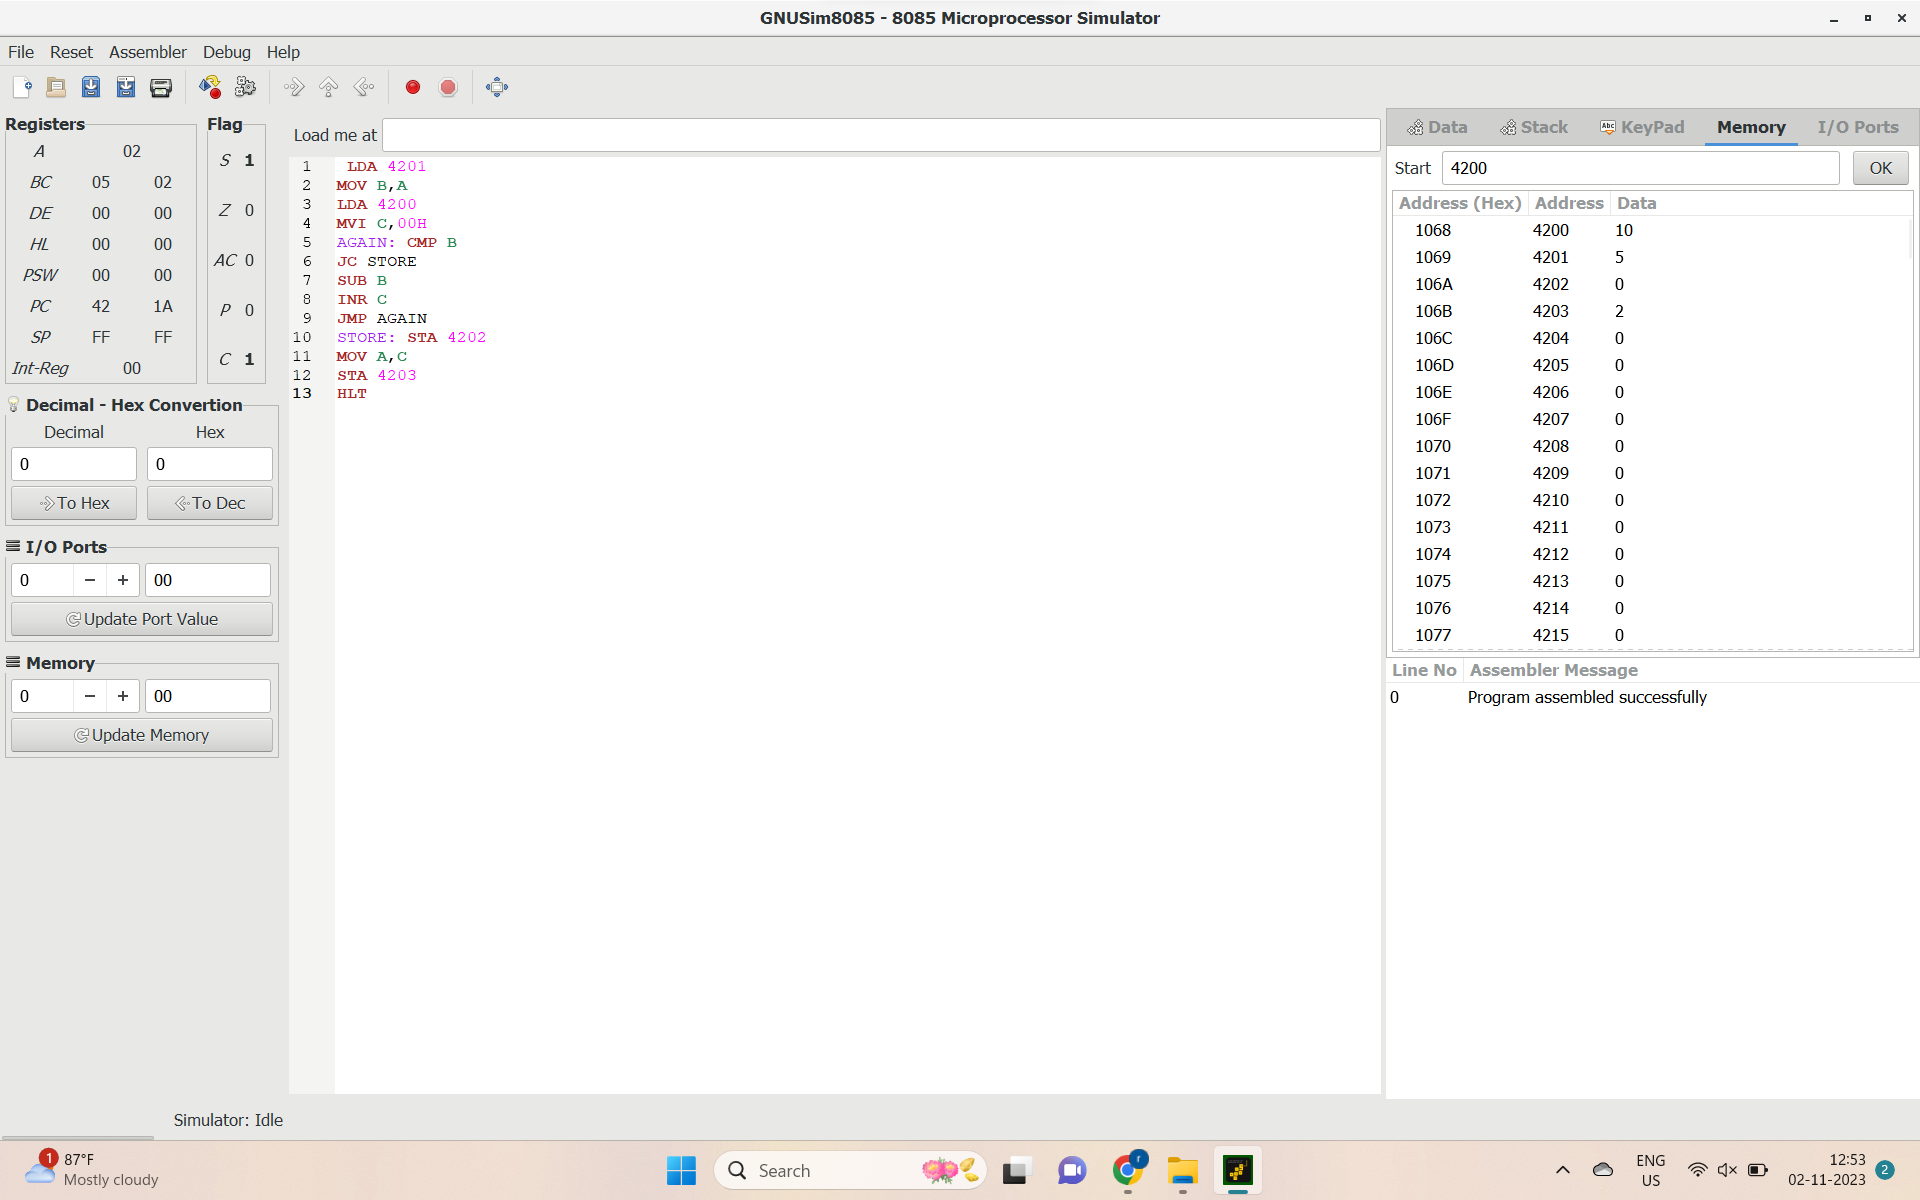 GNUSim8085 - 8085 Microprocessor Simulator
File Reset Assembler Debug Help
Registers
A 02
BC 05 02
DE 00 00
HL 00 00
PSW 00 00
PC 42 1A
SP FF FF
Int-Reg 00
Flag
S 1
Z 0
AC 0
P 0
C 1
Decimal - Hex Convertion
Decimal Hex
0 0
To Hex To Dec
I/O Ports
0 − + 00
Update Port Value
Memory
0 − + 00
Update Memory
Load me at
1 LDA 4201
2 MOV B,A
3 LDA 4200
4 MVI C,00H
5 AGAIN: CMP B
6 JC STORE
7 SUB B
8 INR C
9 JMP AGAIN
10 STORE: STA 4202
11 MOV A,C
12 STA 4203
13 HLT
Data Stack Abc KeyPad Memory I/O Ports
Start 4200 OK
Address (Hex) Address Data
1068 4200 10
1069 4201 5
106A 4202 0
106B 4203 2
106C 4204 0
106D 4205 0
106E 4206 0
106F 4207 0
1070 4208 0
1071 4209 0
1072 4210 0
1073 4211 0
1074 4212 0
1075 4213 0
1076 4214 0
1077 4215 0
Line No Assembler Message
0 Program assembled successfully
Simulator: Idle
1 87°F
Mostly cloudy
Search
r
ENG
US
12:53
02-11-2023
2